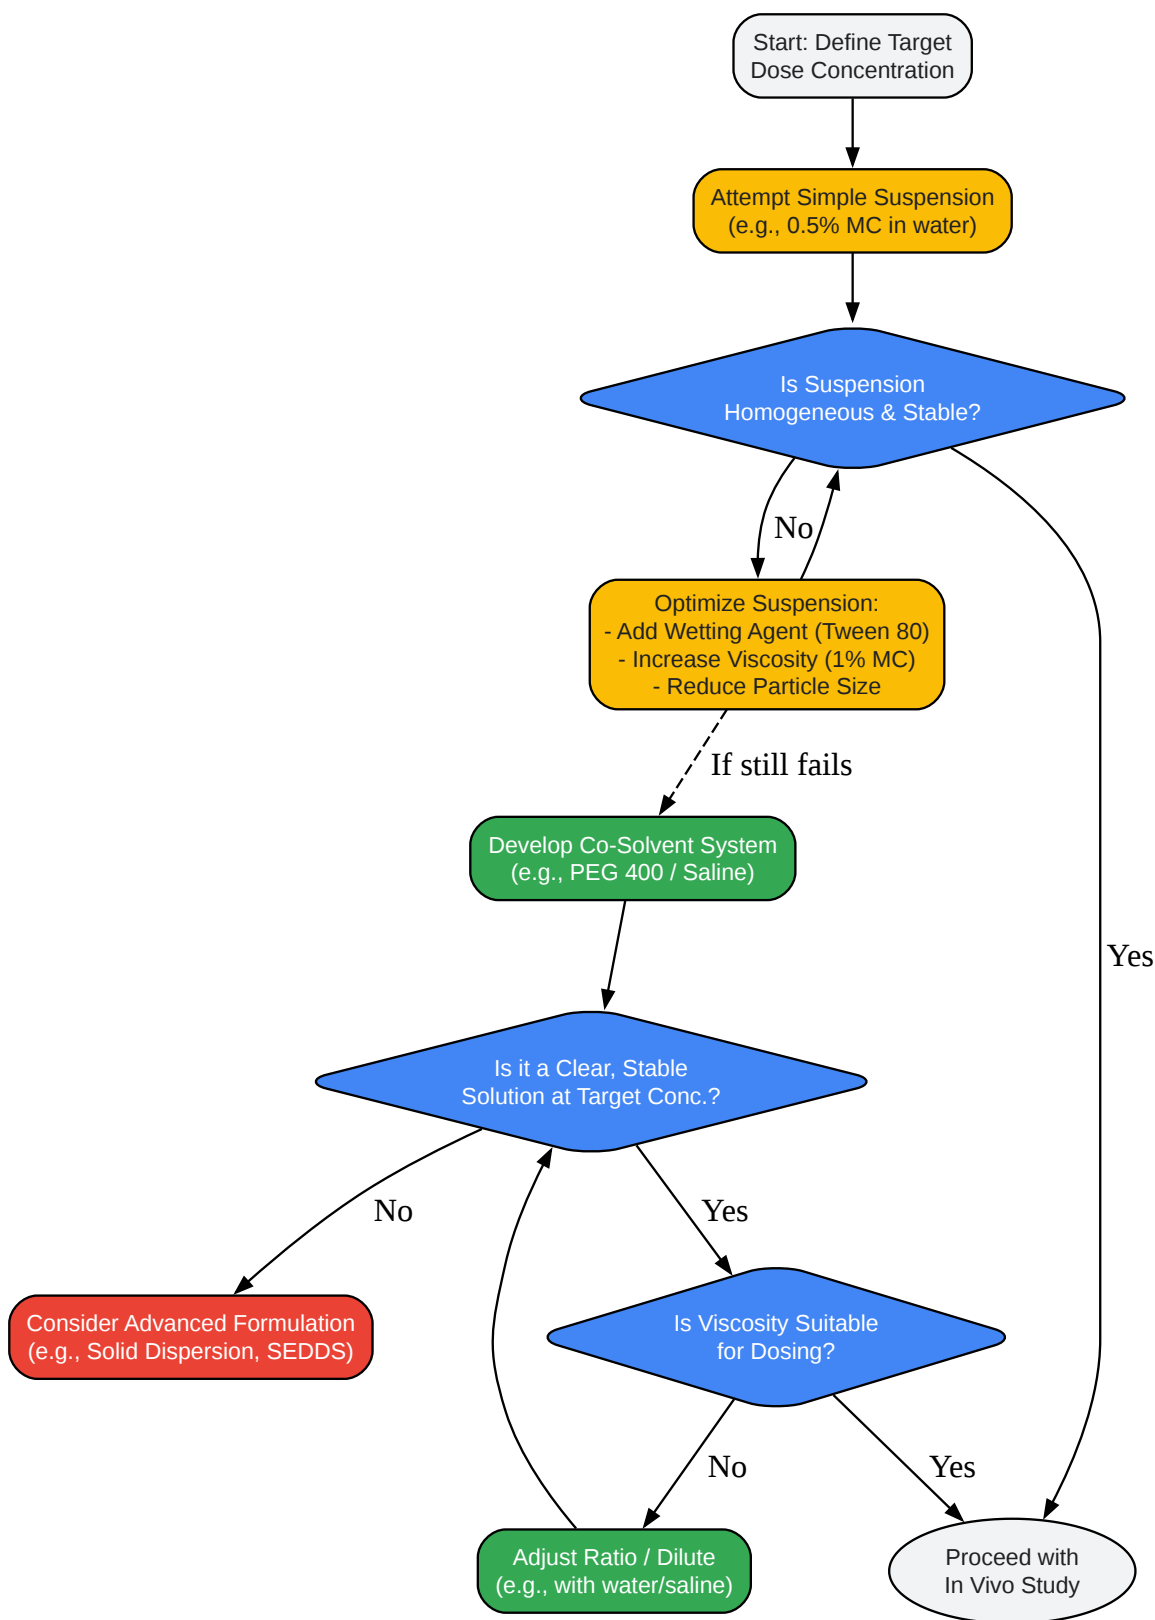 Start: Define Target
Dose Concentration
Attempt Simple Suspension
(e.g., 0.5% MC in water)
Is Suspension
Homogeneous & Stable?
No
Optimize Suspension:
- Add Wetting Agent (Tween 80)
- Increase Viscosity (1% MC)
- Reduce Particle Size
If still fails
Develop Co-Solvent System
(e.g., PEG 400 / Saline)
Yes
Is it a Clear, Stable
Solution at Target Conc.?
No
Yes
Consider Advanced Formulation
(e.g., Solid Dispersion, SEDDS)
Is Viscosity Suitable
for Dosing?
No
Yes
Adjust Ratio / Dilute
(e.g., with water/saline)
Proceed with
In Vivo Study